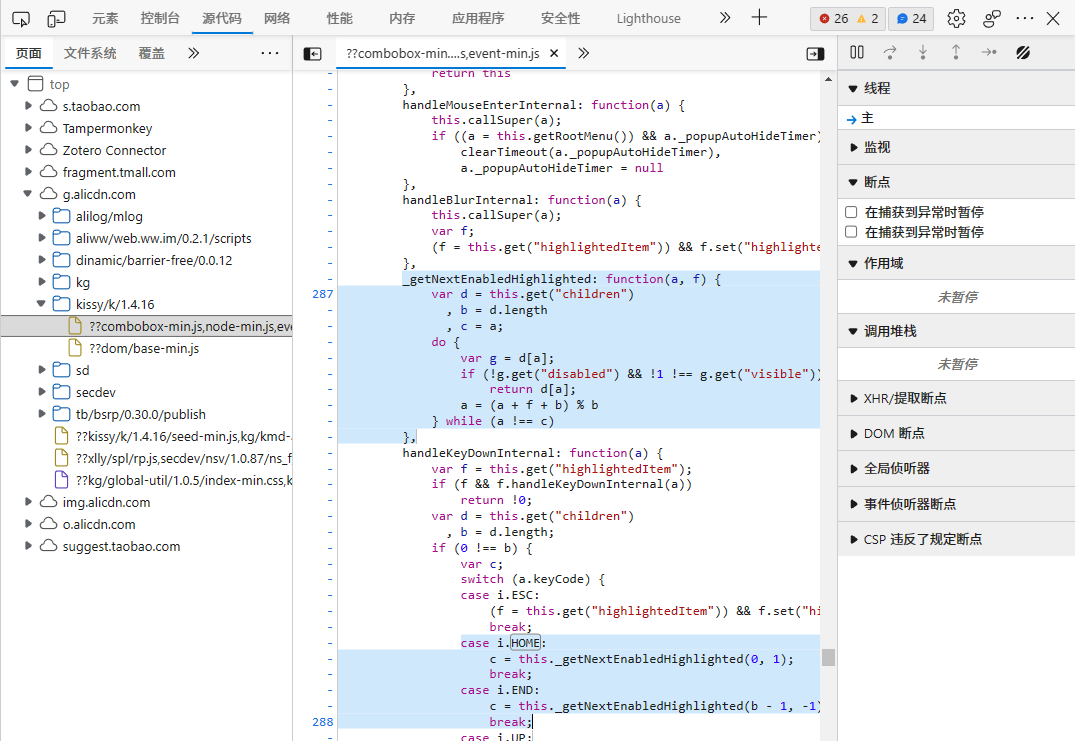 元素 控制台 源代码 网络 性能 内存 应用程序 安全性 Lighthouse 26 2 24
页面 文件系统 覆盖
??combobox-min....s,event-min.js
top
s.taobao.com
Tampermonkey
Zotero Connector
fragment.tmall.com
g.alicdn.com
alilog/mlog
aliww/web.ww.im/0.2.1/scripts
dinamic/barrier-free/0.0.12
kg
kissy/k/1.4.16
??combobox-min.js,node-min.js,eve
??dom/base-min.js
sd
secdev
tb/bsrp/0.30.0/publish
??kissy/k/1.4.16/seed-min.js,kg/kmd-
??xlly/spl/rp.js,secdev/nsv/1.0.87/ns_f
??kg/global-util/1.0.5/index-min.css,k
img.alicdn.com
o.alicdn.com
suggest.taobao.com
- return this
- },
- handleMouseEnterInternal: function(a) {
- this.callSuper(a);
- if ((a = this.getRootMenu()) && a._popupAutoHideTimer)
- clearTimeout(a._popupAutoHideTimer),
- a._popupAutoHideTimer = null
- },
- handleBlurInternal: function(a) {
- this.callSuper(a);
- var f;
- (f = this.get("highlightedItem")) && f.set("highlighte
- },
- _getNextEnabledHighlighted: function(a, f) {
287 var d = this.get("children")
- , b = d.length
- , c = a;
- do {
- var g = d[a];
- if (!g.get("disabled") && !1 !== g.get("visible"))
- return d[a];
- a = (a + f + b) % b
- } while (a !== c)
- },
- handleKeyDownInternal: function(a) {
- var f = this.get("highlightedItem");
- if (f && f.handleKeyDownInternal(a))
- return !0;
- var d = this.get("children")
- , b = d.length;
- if (0 !== b) {
- var c;
- switch (a.keyCode) {
- case i.ESC:
- (f = this.get("highlightedItem")) && f.set("hi
- break;
- case i.HOME:
- c = this._getNextEnabledHighlighted(0, 1);
- break;
- case i.END:
- c = this._getNextEnabledHighlighted(b - 1, -1)
288 break;
- case i.UP:
线程
主
监视
断点
在捕获到异常时暂停
在捕获到异常时暂停
作用域
未暂停
调用堆栈
未暂停
XHR/提取断点
DOM 断点
全局侦听器
事件侦听器断点
CSP 违反了规定断点